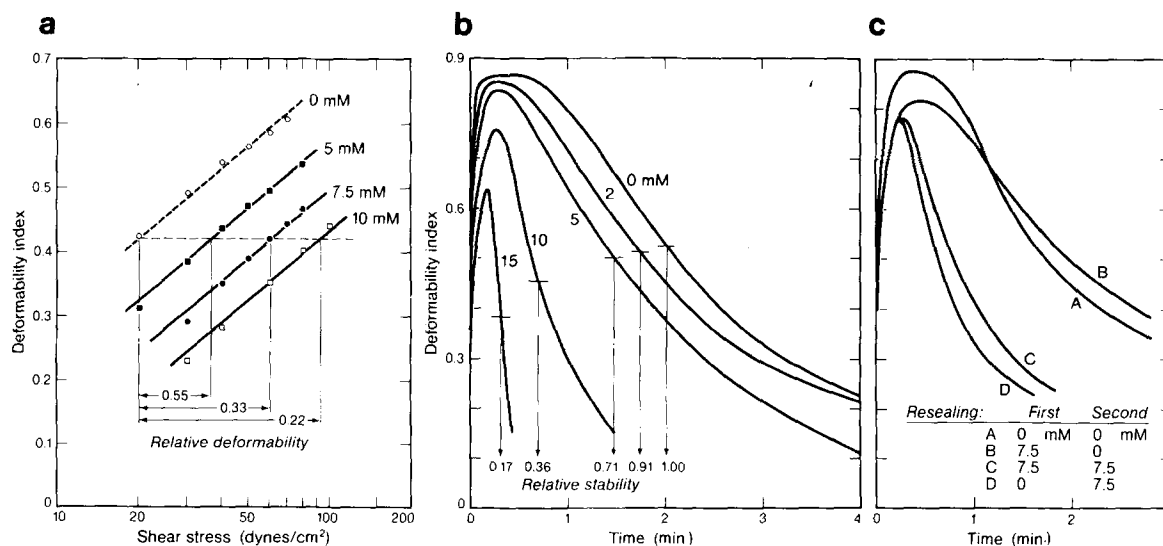 a
0.7
0.6
0.5
0.4
0.3
0.2
0.1
0
10
20
50
100
200
Deformability index
Shear stress (dynes/cm²)
0 mM
5 mM
7.5 mM
10 mM
0.55
0.33
0.22
Relative deformability
b
0.9
0.6
0.3
0
0
1
2
3
4
Deformability index
Time (min)
0 mM
2
5
10
15
0.17
0.36
0.71
0.91
1.00
Relative stability
c
0
1
2
Time (min.)
A
B
C
D
Resealing: First Second
A 0 mM 0 mM
B 7.5 0
C 7.5 7.5
D 0 7.5